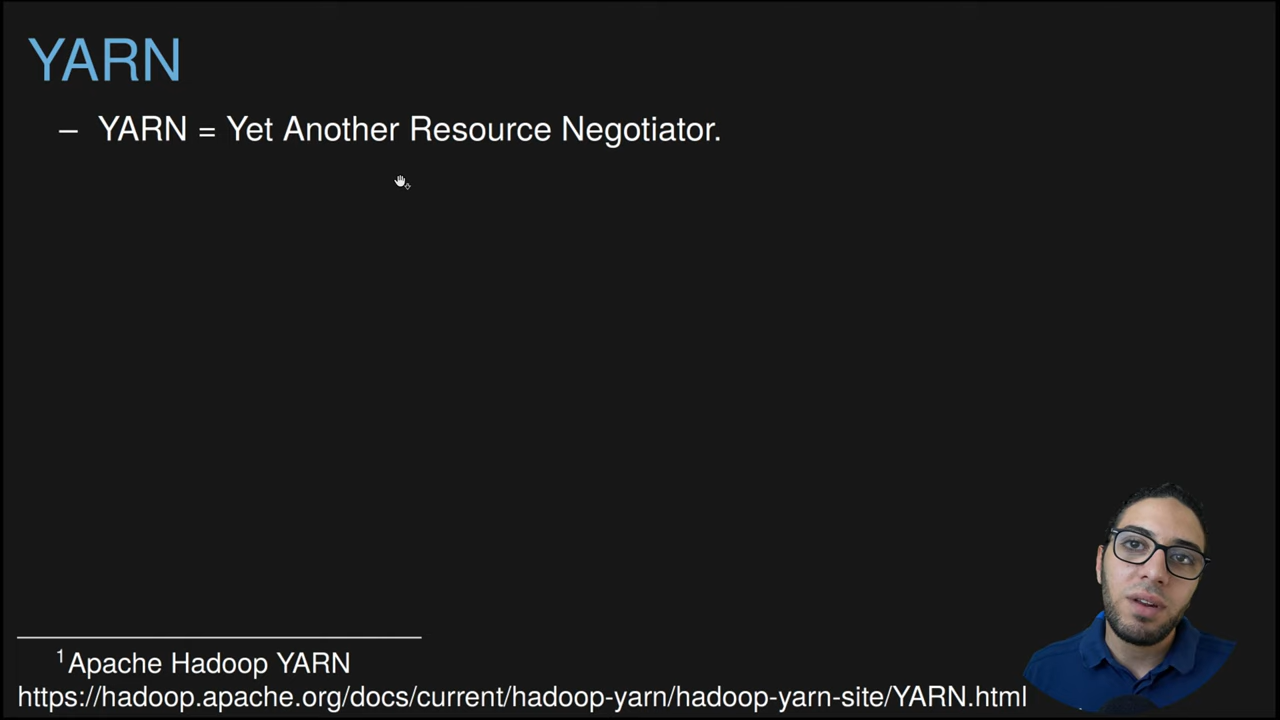 YARN
– YARN = Yet Another Resource Negotiator.
1Apache Hadoop YARN
https://hadoop.apache.org/docs/current/hadoop-yarn/hadoop-yarn-site/YARN.html